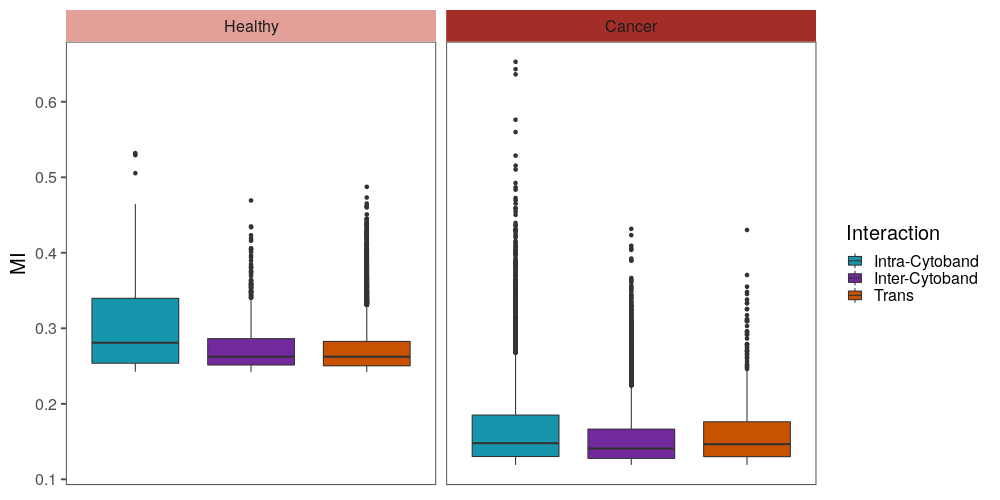 Healthy
Cancer
MI
0.6
0.5
0.4
0.3
0.2
0.1
Interaction
Intra-Cytoband
Inter-Cytoband
Trans